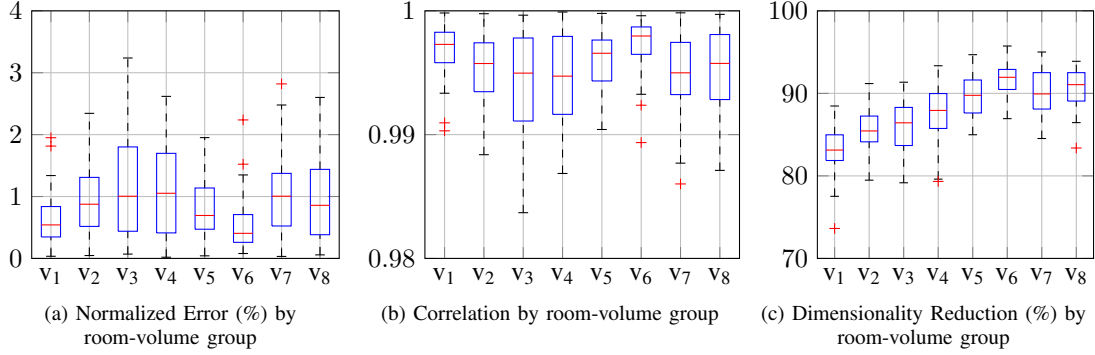 4
3
2
1
0
v1 v2 v3 v4 v5 v6 v7 v8
(a) Normalized Error (%) by
room-volume group
1
0.99
0.98
v1 v2 v3 v4 v5 v6 v7 v8
(b) Correlation by room-volume group
100
90
80
70
v1 v2 v3 v4 v5 v6 v7 v8
(c) Dimensionality Reduction (%) by
room-volume group